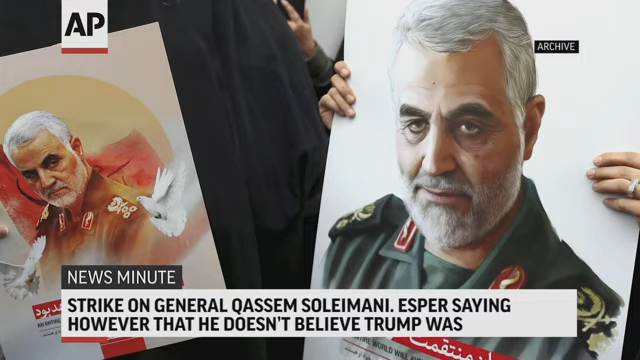 AP
ARCHIVE
NEWS MINUTE
STRIKE ON GENERAL QASSEM SOLEIMANI. ESPER SAYING
HOWEVER THAT HE DOESN'T BELIEVE TRUMP WAS